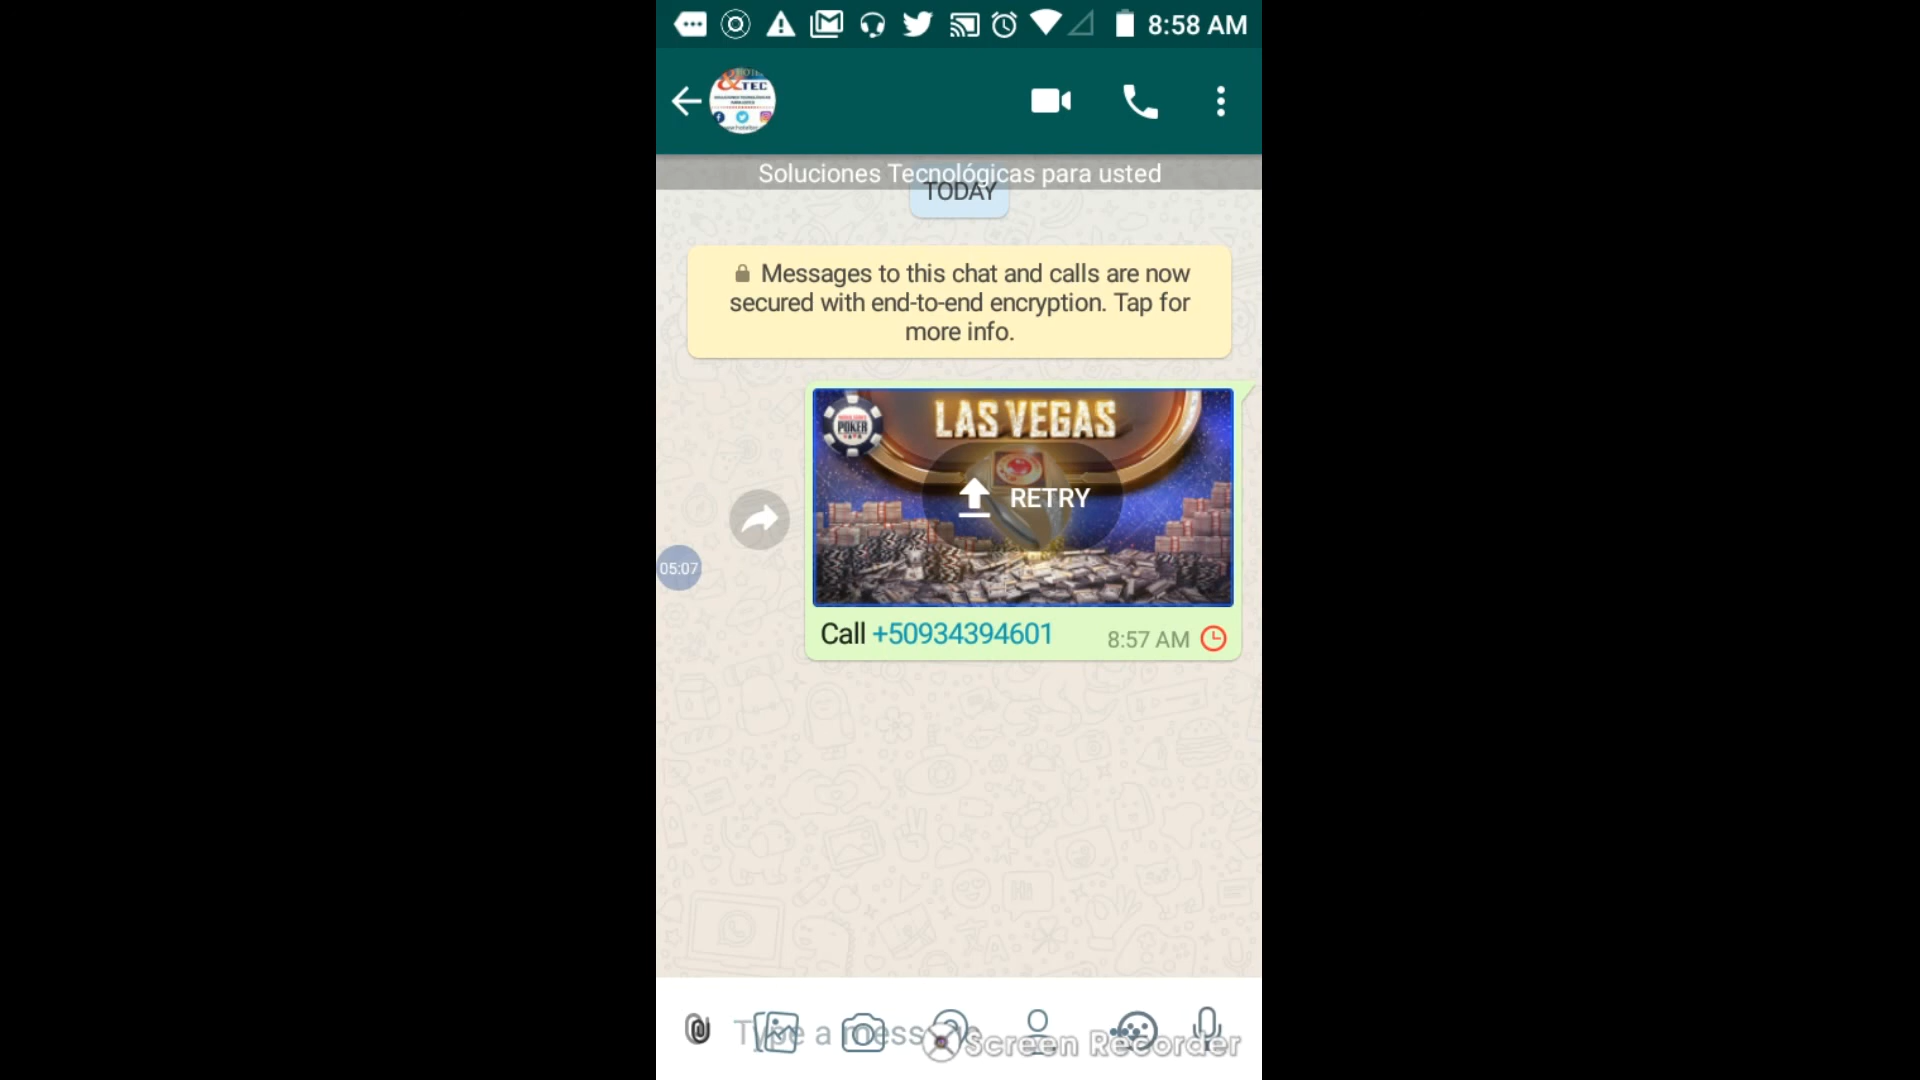 8:58 AM
TEC
Soluciones Tecnológicas para usted
TODAY
Messages to this chat and calls are now
secured with end-to-end encryption. Tap for
more info.
LAS VEGAS
POKER
RETRY
05:07
Call +50934394601
8:57 AM
Type a mess
Screen Recorder